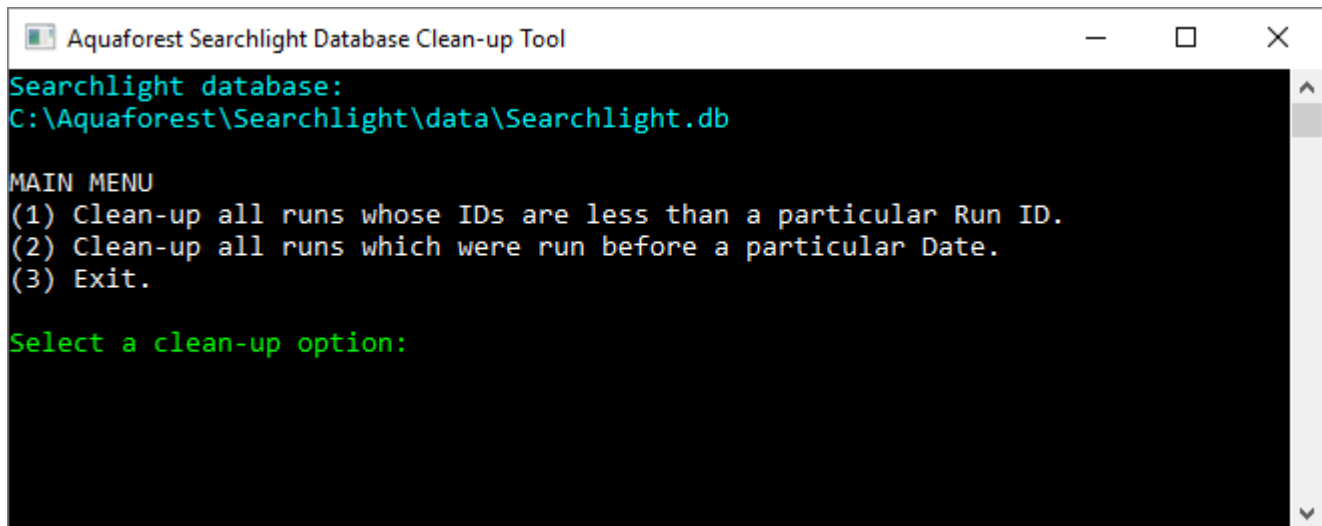 Aquaforest Searchlight Database Clean-up Tool
Searchlight database:
C:\Aquaforest\Searchlight\data\Searchlight.db
MAIN MENU
(1) Clean-up all runs whose IDs are less than a particular Run ID.
(2) Clean-up all runs which were run before a particular Date.
(3) Exit.
Select a clean-up option: